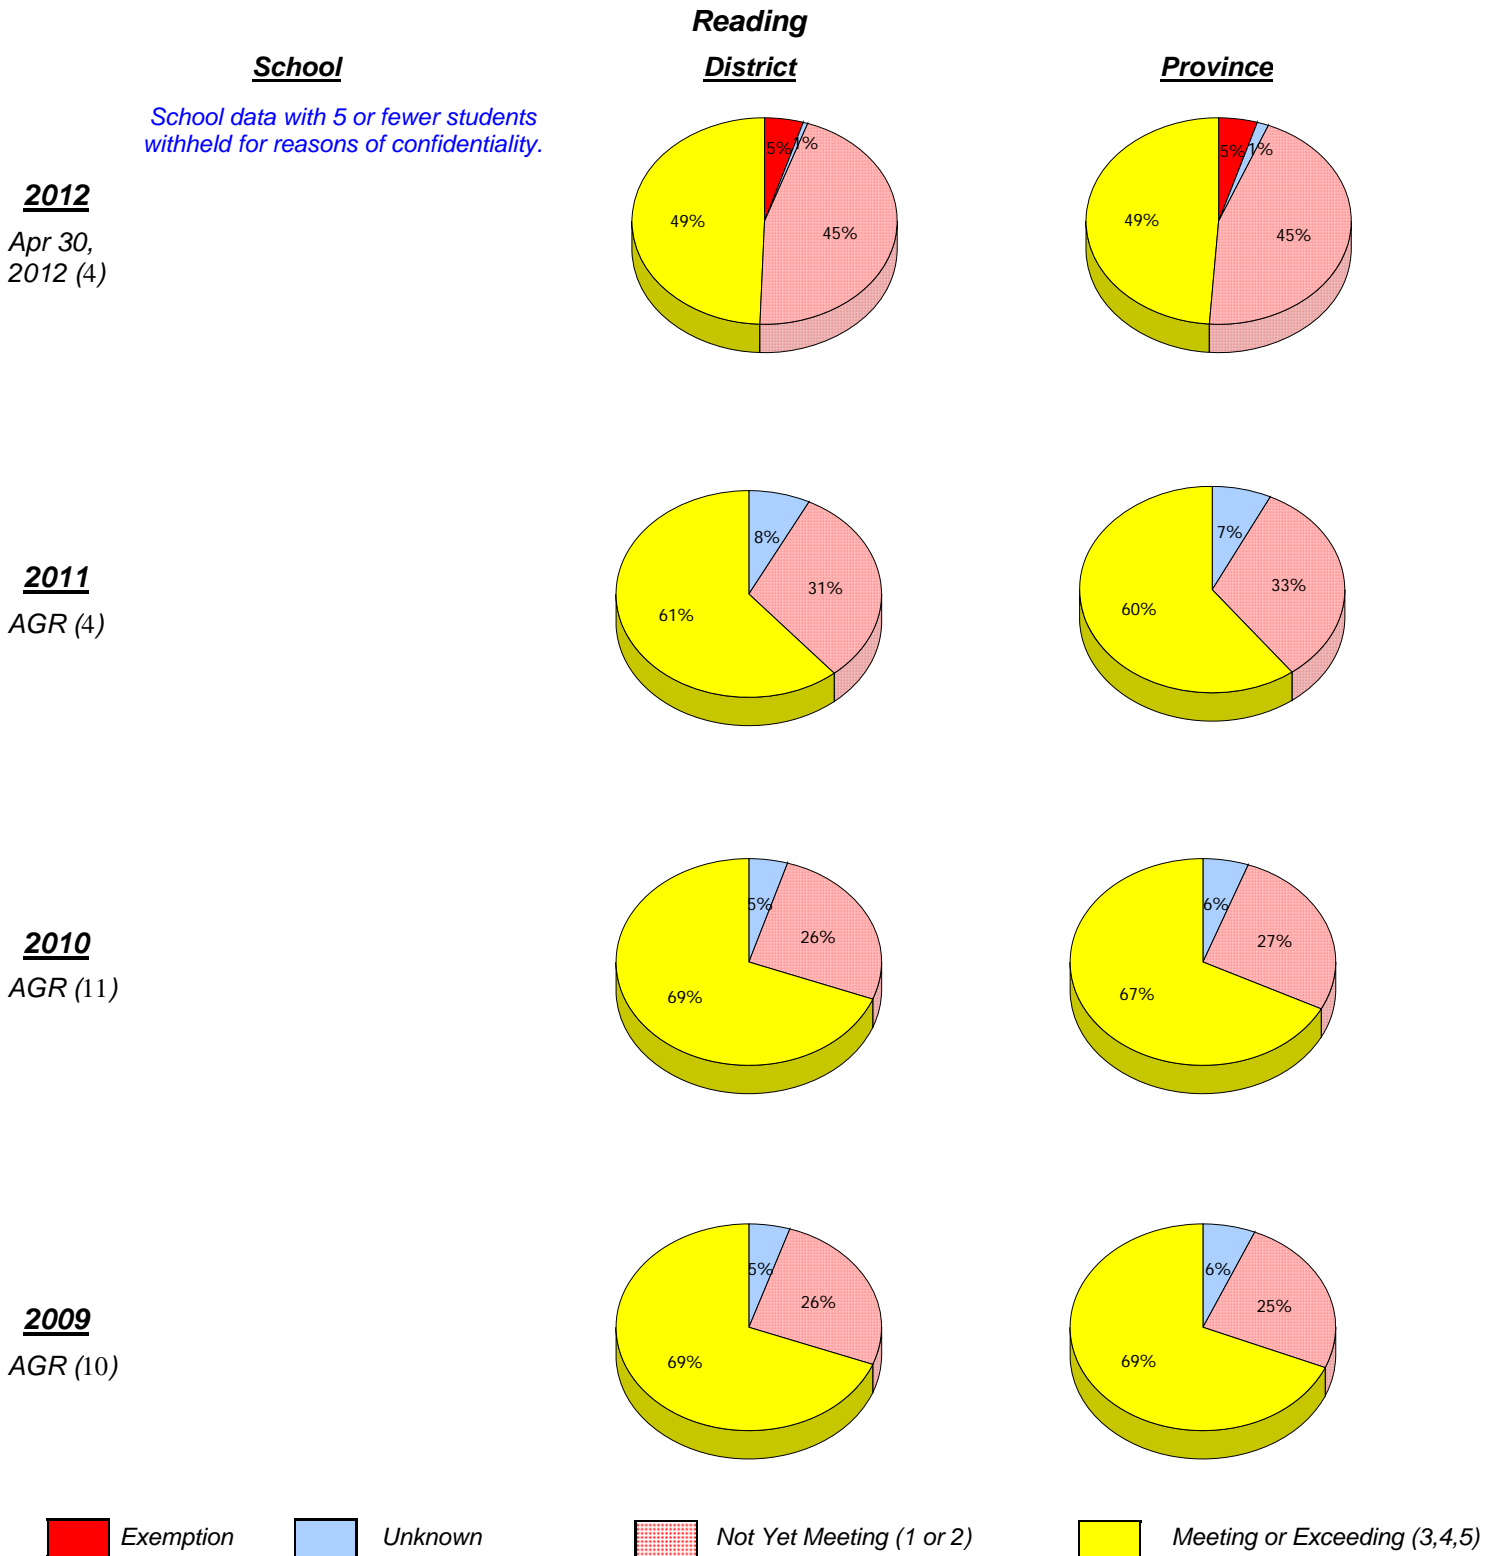 Reading
School
District
Province
School data with 5 or fewer students
withheld for reasons of confidentiality.
2012
Apr 30,
2012 (4)
5%
1%
45%
49%
5%
1%
45%
49%
2011
AGR (4)
8%
31%
61%
7%
33%
60%
2010
AGR (11)
5%
26%
69%
6%
27%
67%
2009
AGR (10)
5%
26%
69%
6%
25%
69%
Exemption
Unknown
Not Yet Meeting (1 or 2)
Meeting or Exceeding (3,4,5)